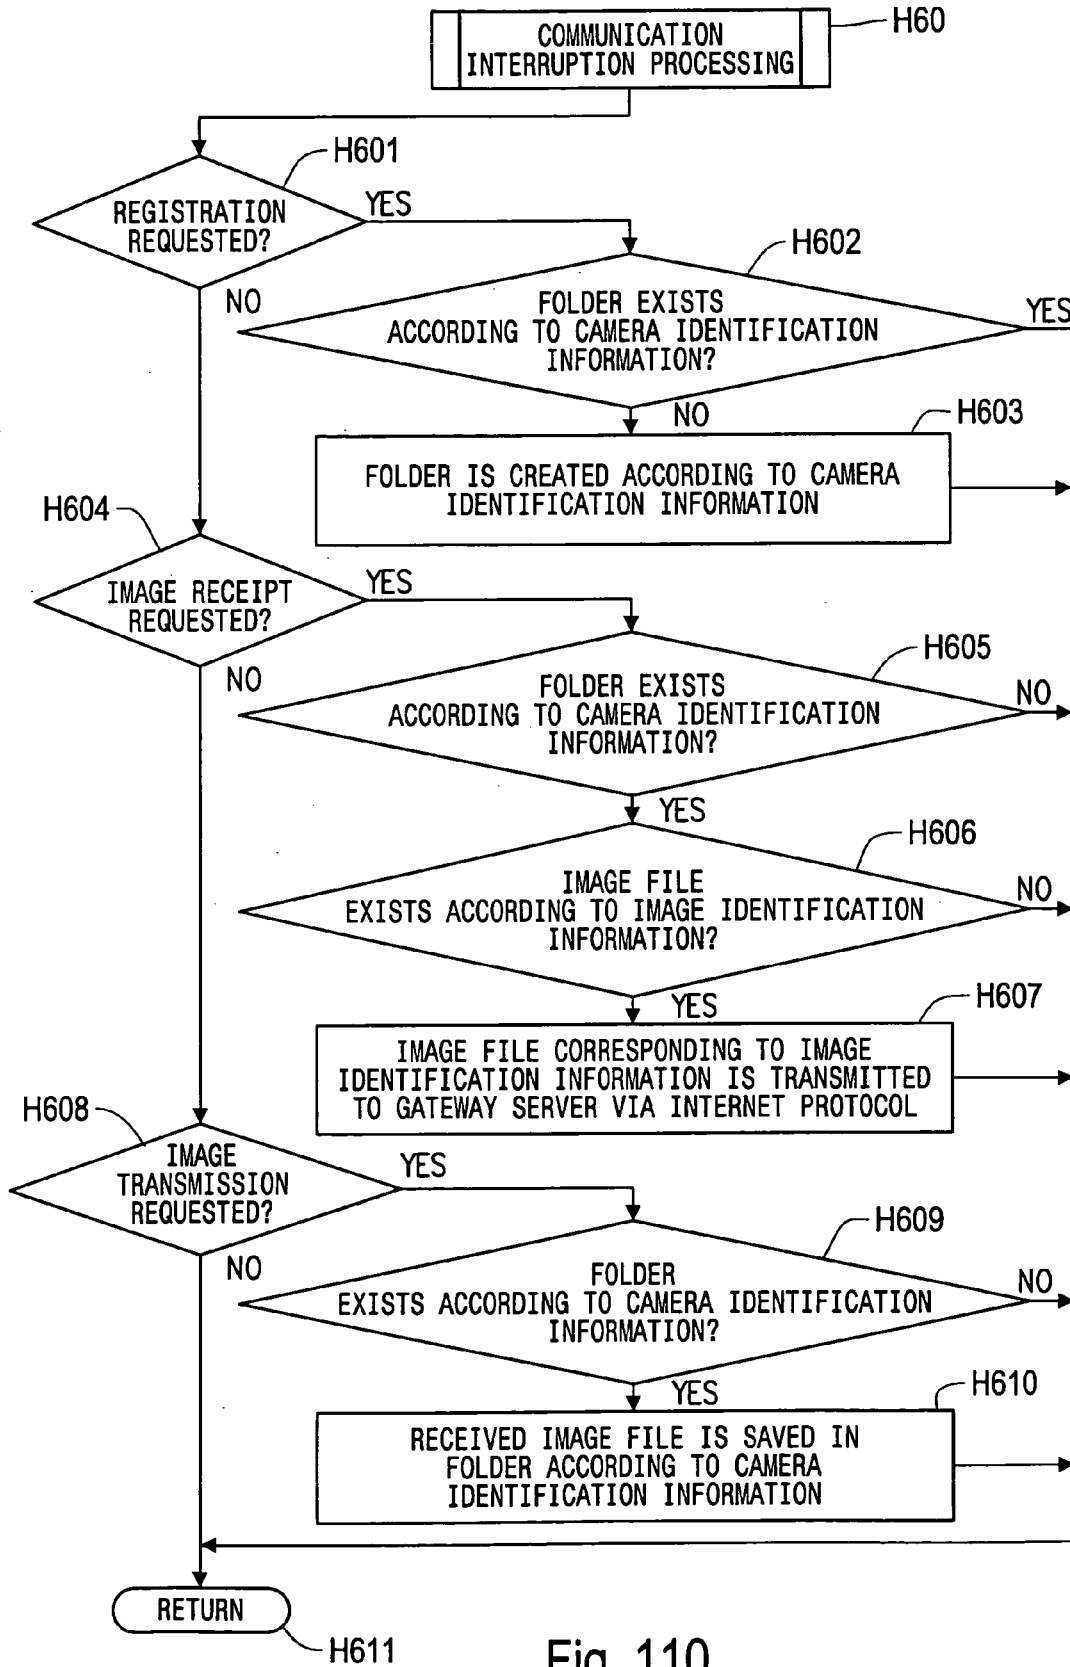 COMMUNICATION
INTERRUPTION PROCESSING
H60
H601
REGISTRATION
REQUESTED?
YES
NO
H602
FOLDER EXISTS
ACCORDING TO CAMERA IDENTIFICATION
INFORMATION?
YES
NO
H603
FOLDER IS CREATED ACCORDING TO CAMERA
IDENTIFICATION INFORMATION
H604
IMAGE RECEIPT
REQUESTED?
YES
NO
H605
FOLDER EXISTS
ACCORDING TO CAMERA IDENTIFICATION
INFORMATION?
NO
YES
H606
IMAGE FILE
EXISTS ACCORDING TO IMAGE IDENTIFICATION
INFORMATION?
NO
YES
H607
IMAGE FILE CORRESPONDING TO IMAGE
IDENTIFICATION INFORMATION IS TRANSMITTED
TO GATEWAY SERVER VIA INTERNET PROTOCOL
H608
IMAGE
TRANSMISSION
REQUESTED?
YES
NO
H609
FOLDER
EXISTS ACCORDING TO CAMERA IDENTIFICATION
INFORMATION?
NO
YES
H610
RECEIVED IMAGE FILE IS SAVED IN
FOLDER ACCORDING TO CAMERA
IDENTIFICATION INFORMATION
RETURN
H611
Fig. 110